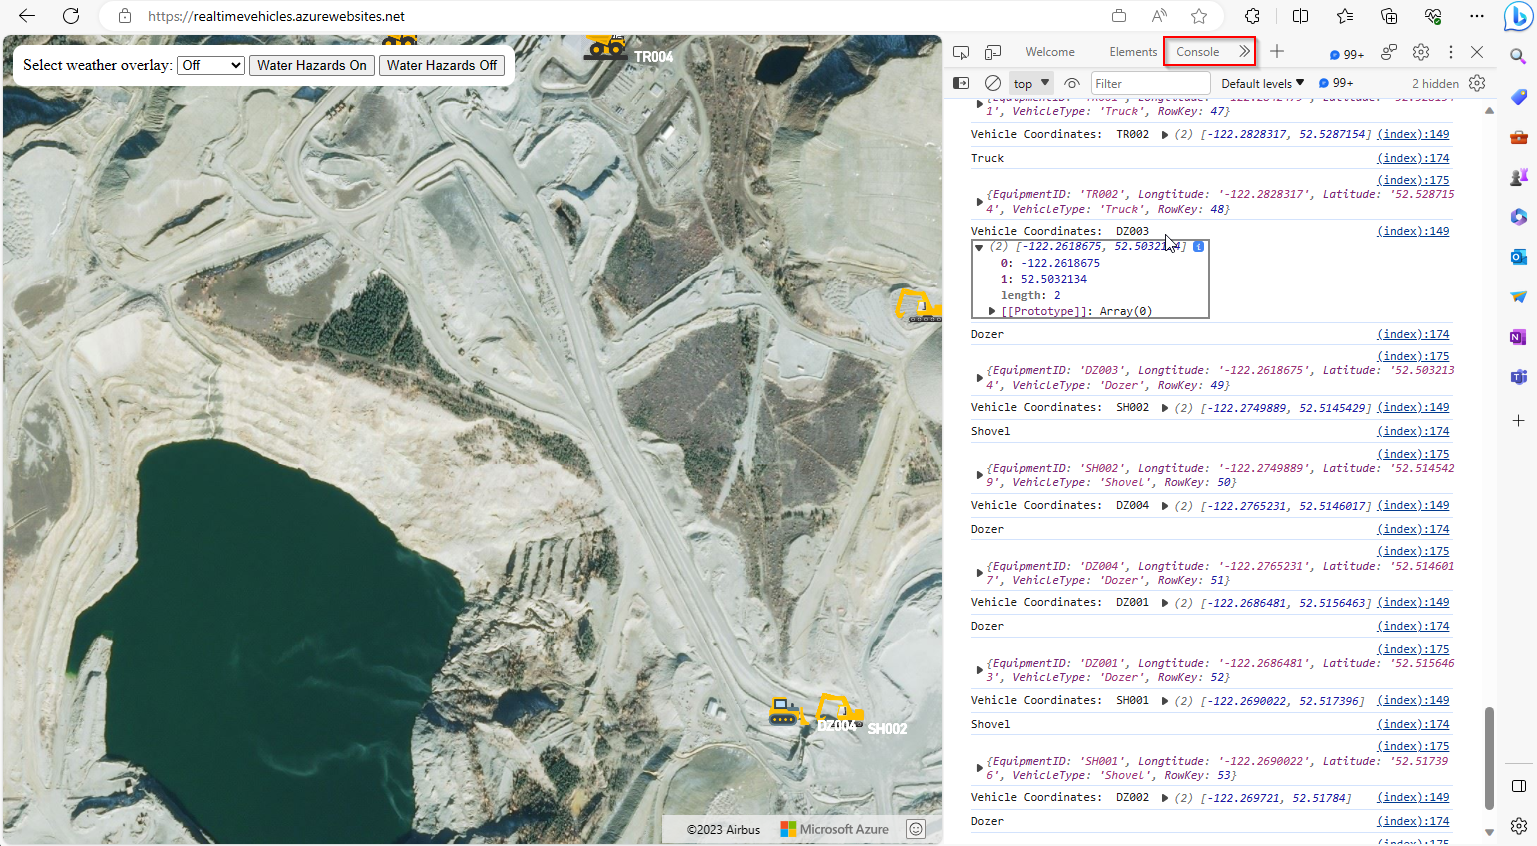 https://realtimevehicles.azurewebsites.net
Select weather overlay: Off Water Hazards On Water Hazards Off
TR004
DZ004
SH002
©2023 Airbus Microsoft Azure
Welcome Elements Console 99+
top Filter Default levels 99+ 2 hidden
1', VehicleType: 'Truck', RowKey: 47}
Vehicle Coordinates: TR002 (2) [-122.2828317, 52.5287154] (index):149
Truck (index):174
(index):175
{EquipmentID: 'TR002', Longtitude: '-122.2828317', Latitude: '52.528715
4', VehicleType: 'Truck', RowKey: 48}
Vehicle Coordinates: DZ003 (index):149
(2) [-122.2618675, 52.5032134]
0: -122.2618675
1: 52.5032134
length: 2
[[Prototype]]: Array(0)
Dozer (index):174
(index):175
{EquipmentID: 'DZ003', Longtitude: '-122.2618675', Latitude: '52.503213
4', VehicleType: 'Dozer', RowKey: 49}
Vehicle Coordinates: SH002 (2) [-122.2749889, 52.5145429] (index):149
Shovel (index):174
(index):175
{EquipmentID: 'SH002', Longtitude: '-122.2749889', Latitude: '52.514542
9', VehicleType: 'Shovel', RowKey: 50}
Vehicle Coordinates: DZ004 (2) [-122.2765231, 52.5146017] (index):149
Dozer (index):174
(index):175
{EquipmentID: 'DZ004', Longtitude: '-122.2765231', Latitude: '52.514601
7', VehicleType: 'Dozer', RowKey: 51}
Vehicle Coordinates: DZ001 (2) [-122.2686481, 52.5156463] (index):149
Dozer (index):174
(index):175
{EquipmentID: 'DZ001', Longtitude: '-122.2686481', Latitude: '52.515646
3', VehicleType: 'Dozer', RowKey: 52}
Vehicle Coordinates: SH001 (2) [-122.2690022, 52.517396] (index):149
Shovel (index):174
(index):175
{EquipmentID: 'SH001', Longtitude: '-122.2690022', Latitude: '52.51739
6', VehicleType: 'Shovel', RowKey: 53}
Vehicle Coordinates: DZ002 (2) [-122.269721, 52.51784] (index):149
Dozer (index):174